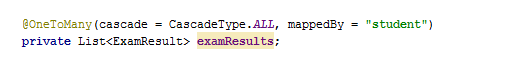 @OneToMany(cascade = CascadeType.ALL, mappedBy = "student")
private List<ExamResult> examResults;